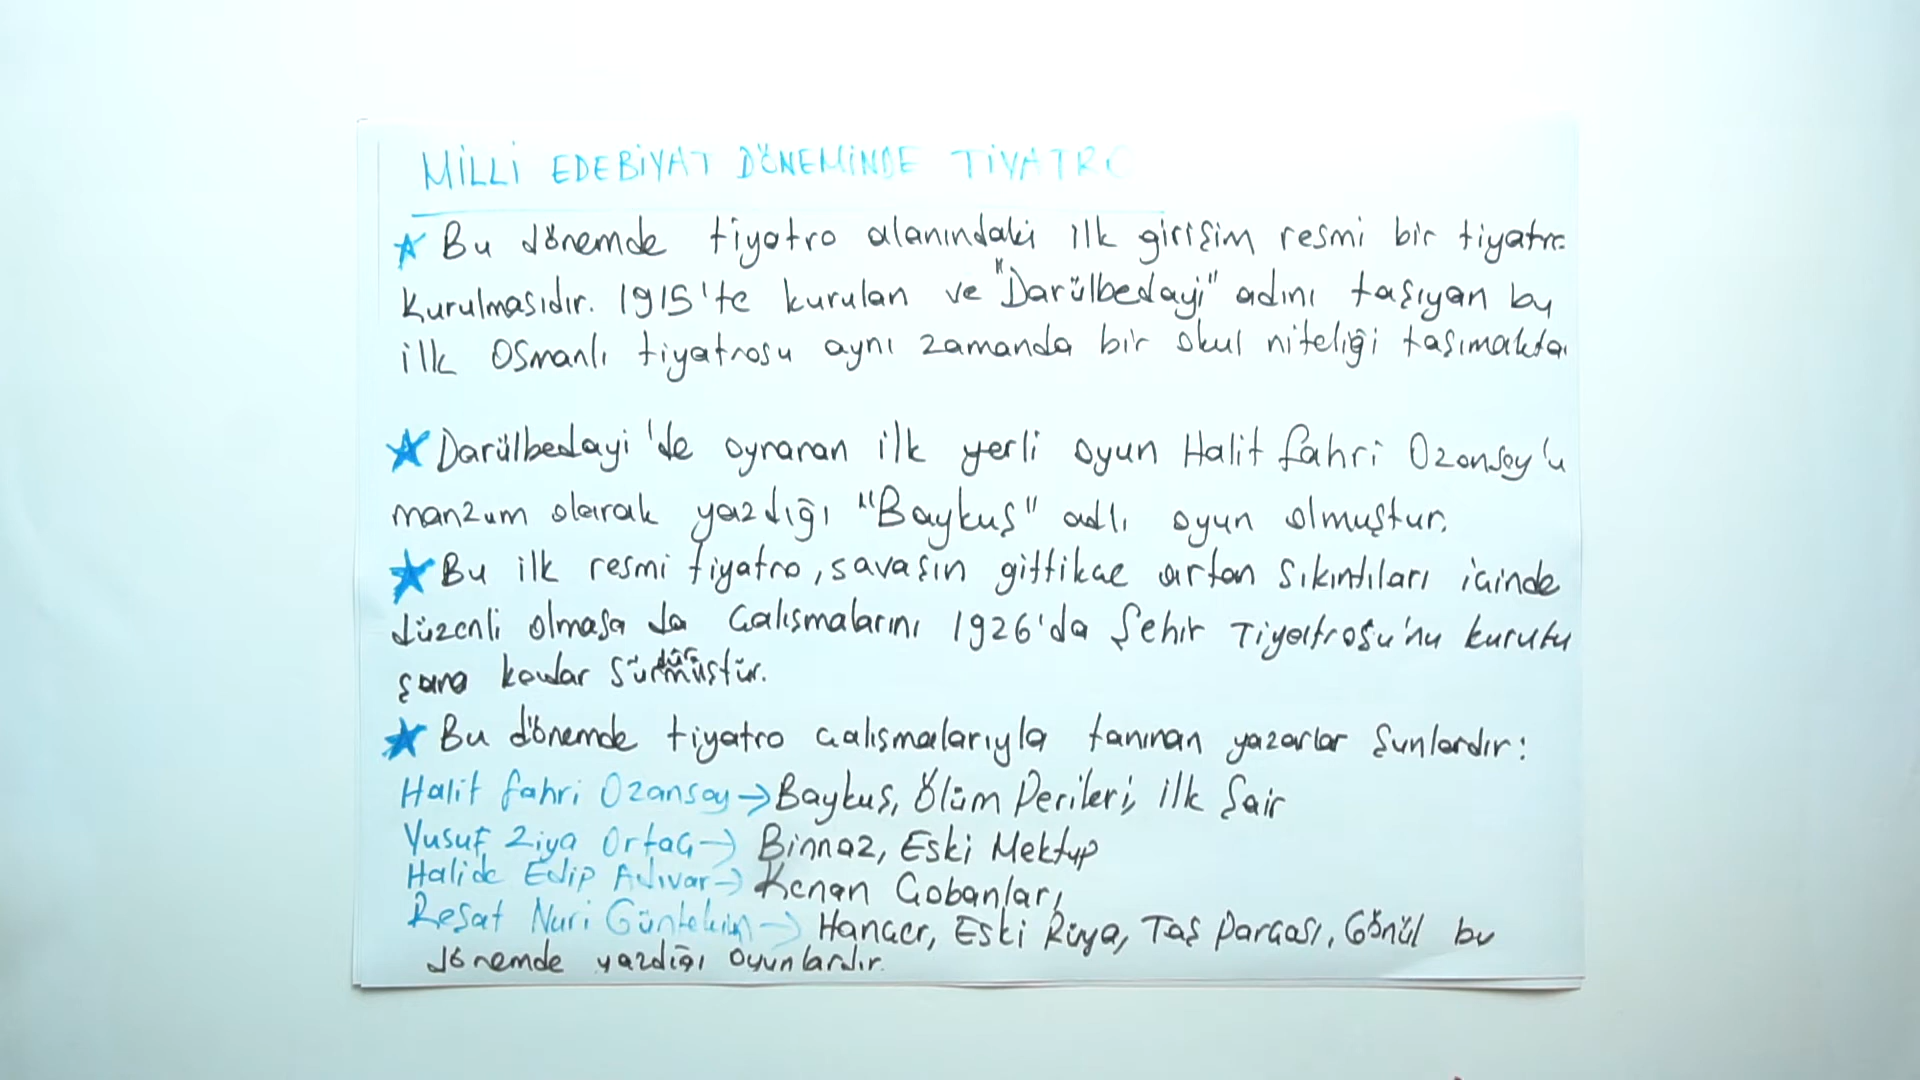 MİLLİ EDEBİYAT DÖNEMİNDE TİYATRO
★ Bu dönemde tiyatro alanındaki ilk girişim resmi bir tiyatro
kurulmasıdır. 1915'te kurulan ve "Darülbedayi" adını taşıyan bu
ilk Osmanlı tiyatrosu aynı zamanda bir okul niteliği taşımakta
★ Darülbedayi'de oynanan ilk yerli oyun Halit Fahri Ozansoy'u
manzum olarak yazdığı "Baykuş" adlı oyun olmuştur.
★ Bu ilk resmi tiyatro, savaşın gittikçe artan sıkıntıları içinde
düzenli olmasa da çalışmalarını 1926'da Şehir Tiyatrosu'nu kurulu
şuna kadar sürdürmüştür.
★ Bu dönemde tiyatro çalışmalarıyla tanınan yazarlar şunlardır:
Halit Fahri Ozansoy → Baykuş, Ölüm Perileri, İlk Şair
Yusuf Ziya Ortaç → Binnaz, Eski Mektup
Halide Edip Adıvar → Kenan Çobanları
Reşat Nuri Güntekin → Hançer, Eski Rüya, Taş Parçası, Gönül bu
dönemde yazdığı oyunlardır.